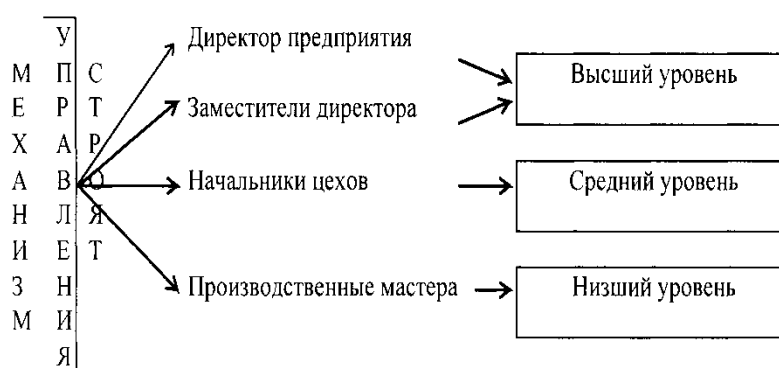 МЕХАНИЗМ
УПРАВЛЕНИЯ
СТРОЯТ
Директор предприятия
Заместители директора
Начальники цехов
Производственные мастера
Высший уровень
Средний уровень
Низший уровень